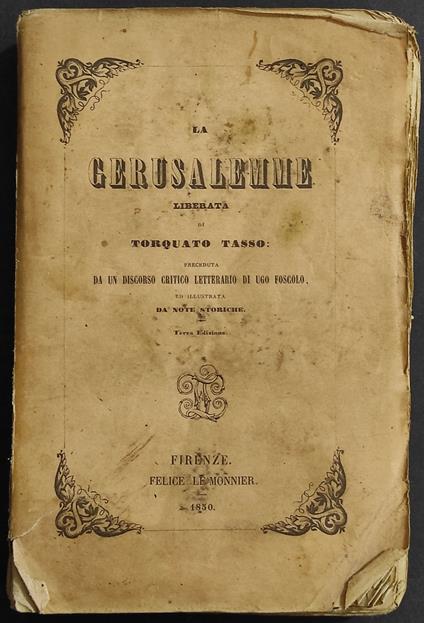 LA
GERUSALEMME
LIBERATA
DI
TORQUATO TASSO:
PRECEDUTA
DA UN DISCORSO CRITICO LETTERARIO DI UGO FOSCOLO,
ED ILLUSTRATA
DA NOTE STORICHE.
Terza Edizione.
FIRENZE.
FELICE LE MONNIER.
1850.